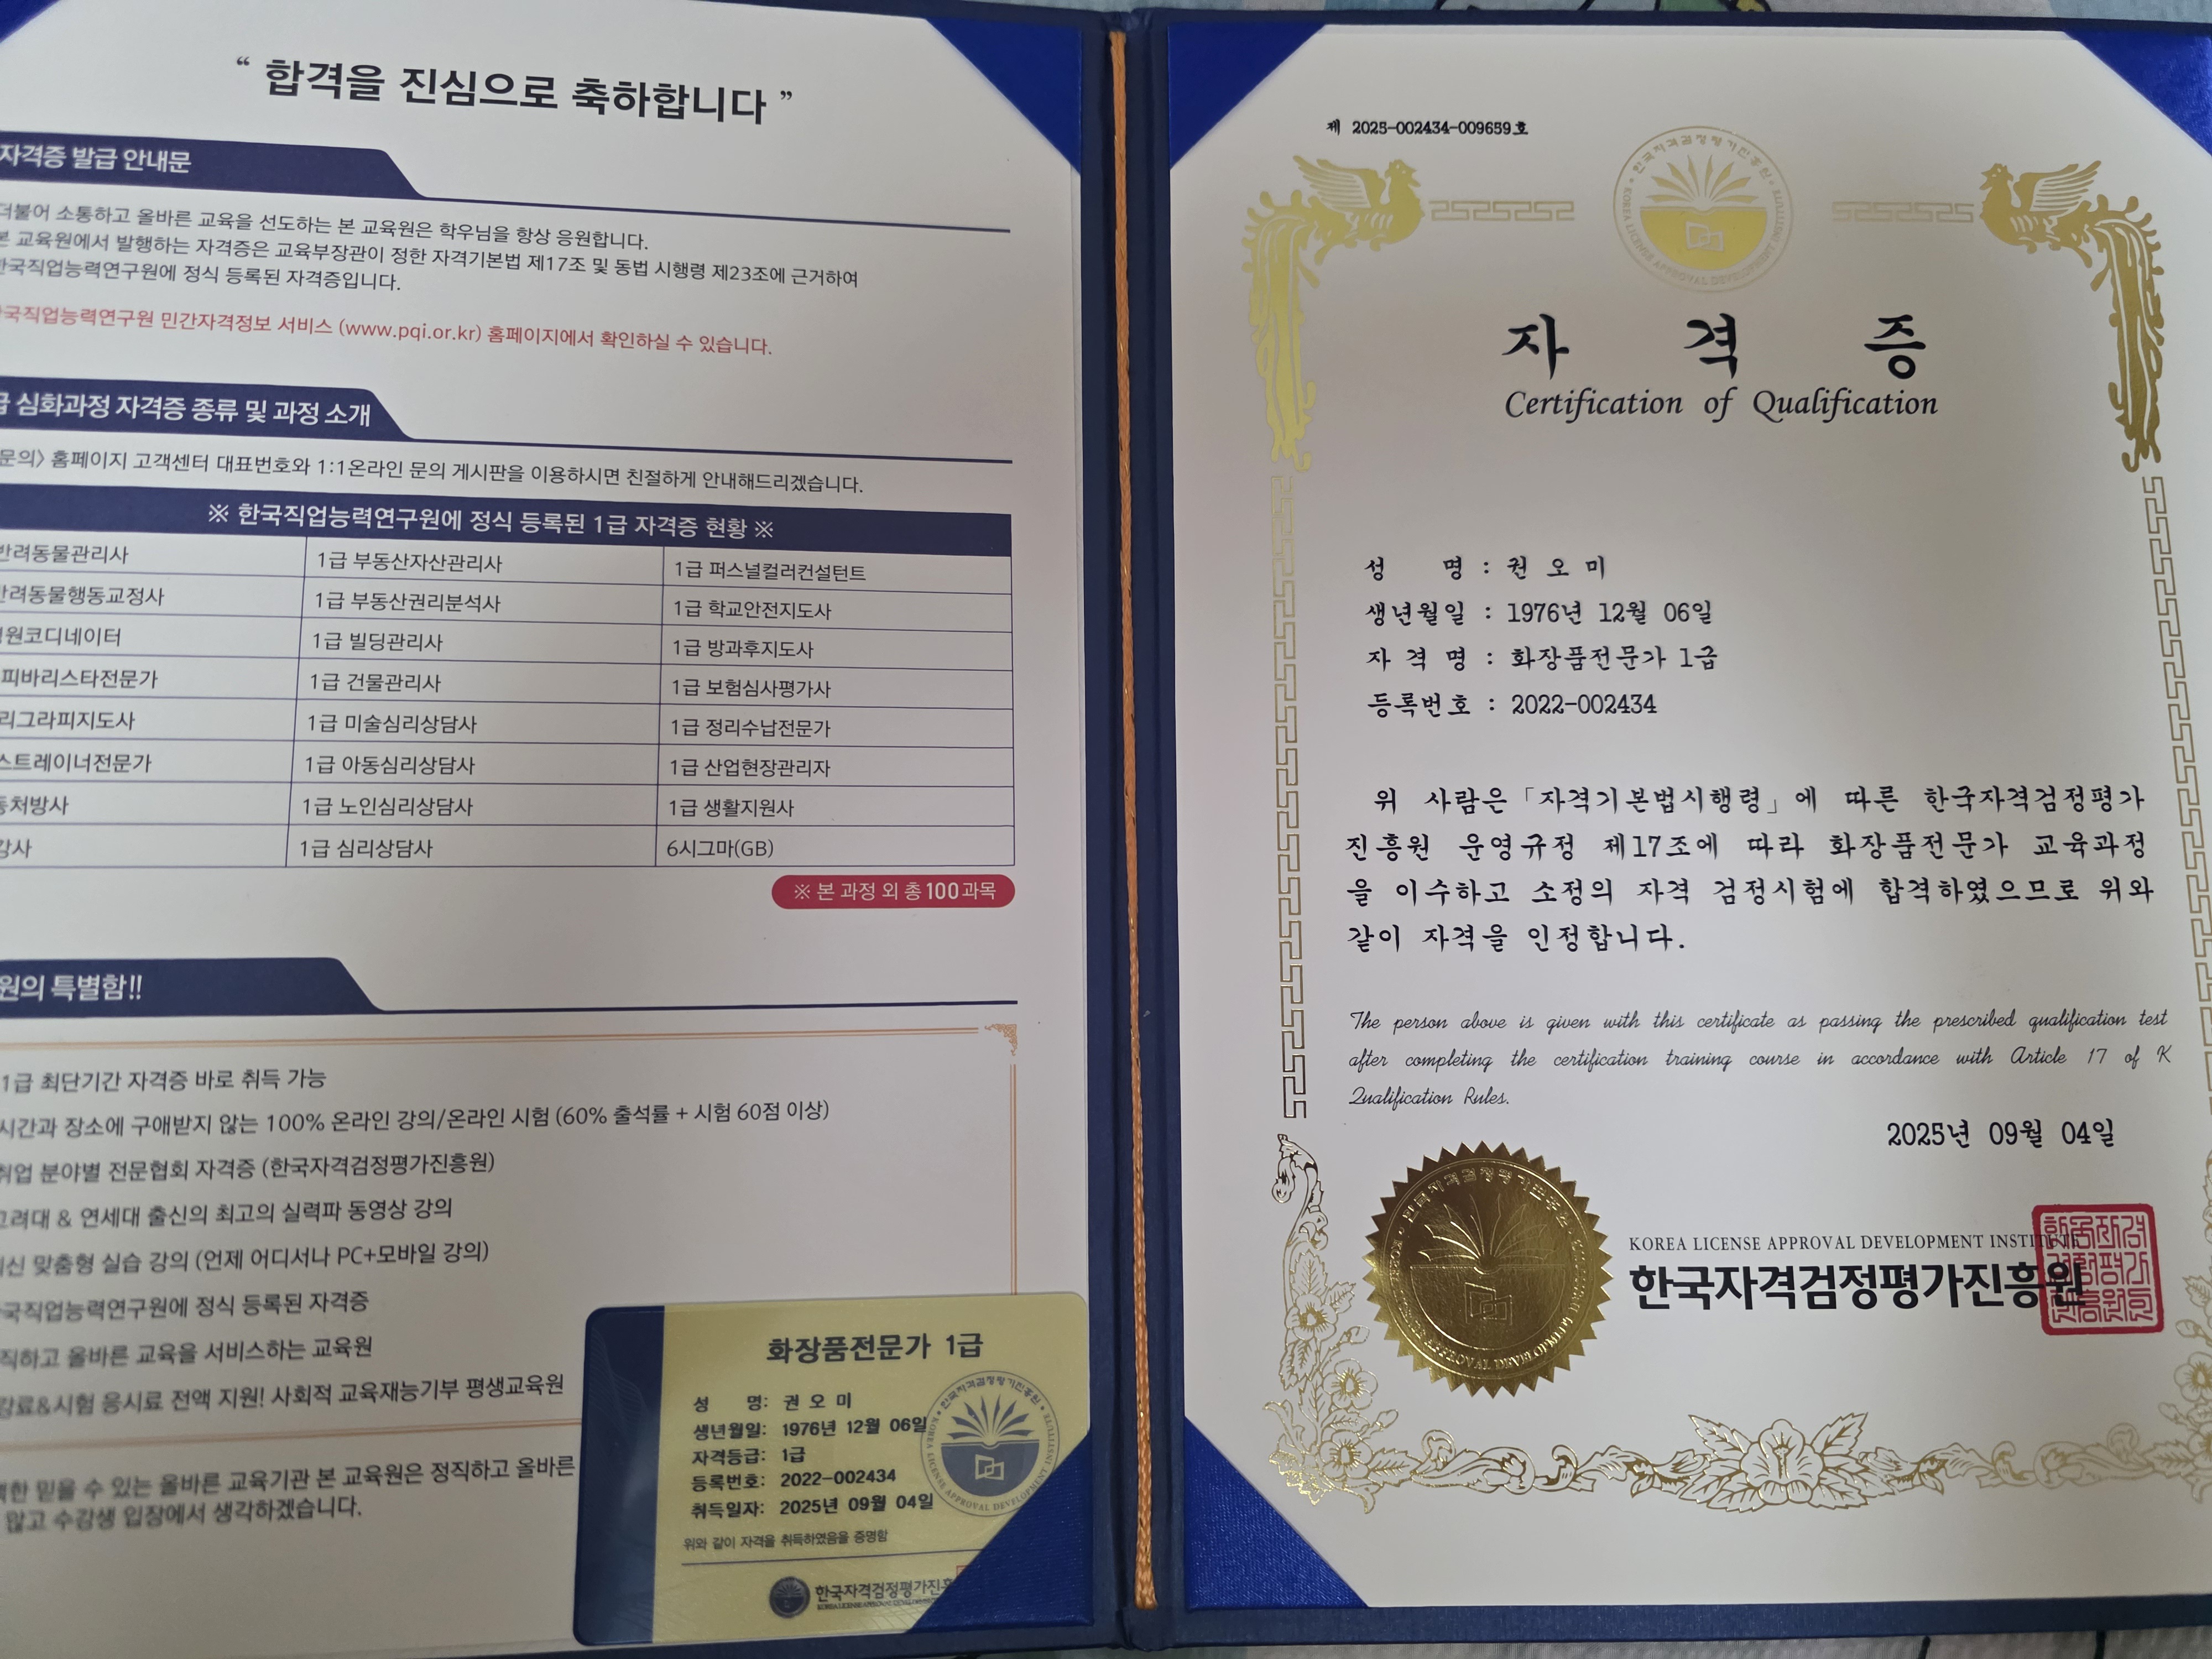 “ 합격을 진심으로 축하합니다 ”
자격증 발급 안내문
더불어 소통하고 올바른 교육을 선도하는 본 교육원은 학우님을 항상 응원합니다.
본 교육원에서 발행하는 자격증은 교육부장관이 정한 자격기본법 제17조 및 동법 시행령 제23조에 근거하여
한국직업능력연구원에 정식 등록된 자격증입니다.
한국직업능력연구원 민간자격정보 서비스 (www.pqi.or.kr) 홈페이지에서 확인하실 수 있습니다.
급 심화과정 자격증 종류 및 과정 소개
문의> 홈페이지 고객센터 대표번호와 1:1온라인 문의 게시판을 이용하시면 친절하게 안내해드리겠습니다.
※ 한국직업능력연구원에 정식 등록된 1급 자격증 현황 ※
반려동물관리사 1급 부동산자산관리사 1급 퍼스널컬러컨설턴트
반려동물행동교정사 1급 부동산권리분석사 1급 학교안전지도사
병원코디네이터 1급 빌딩관리사 1급 방과후지도사
피바리스타전문가 1급 건물관리사 1급 보험심사평가사
리그라피지도사 1급 미술심리상담사 1급 정리수납전문가
스트레이너전문가 1급 아동심리상담사 1급 산업현장관리자
동처방사 1급 노인심리상담사 1급 생활지원사
강사 1급 심리상담사 6시그마(GB)
※ 본 과정 외 총 100과목
원의 특별함!!
1급 최단기간 자격증 바로 취득 가능
시간과 장소에 구애받지 않는 100% 온라인 강의/온라인 시험 (60% 출석률 + 시험 60점 이상)
취업 분야별 전문협회 자격증 (한국자격검정평가진흥원)
고려대 & 연세대 출신의 최고의 실력파 동영상 강의
최신 맞춤형 실습 강의 (언제 어디서나 PC+모바일 강의)
한국직업능력연구원에 정식 등록된 자격증
직하고 올바른 교육을 서비스하는 교육원
강료&시험 응시료 전액 지원! 사회적 교육재능기부 평생교육원
한 믿을 수 있는 올바른 교육기관 본 교육원은 정직하고 올바른
않고 수강생 입장에서 생각하겠습니다.
화장품전문가 1급
성 명: 권 오 미
생년월일: 1976년 12월 06일
자격등급: 1급
등록번호: 2022-002434
취득일자: 2025년 09월 04일
위와 같이 자격을 취득하였음을 증명함
한국자격검정평가진흥
제 2025-002434-009659호
한국자격검정평가진흥원
KOREA LICENSE APPROVAL DEVELOPMENT INSTITUTE
자 격 증
Certification of Qualification
성 명 : 권 오 미
생년월일 : 1976년 12월 06일
자 격 명 : 화장품전문가 1급
등록번호 : 2022-002434
위 사람은 「자격기본법시행령」에 따른 한국자격검정평가
진흥원 운영규정 제17조에 따라 화장품전문가 교육과정
을 이수하고 소정의 자격 검정시험에 합격하였으므로 위와
같이 자격을 인정합니다.
The person above is given with this certificate as passing the prescribed qualification test
after completing the certification training course in accordance with Article 17 of K
Qualification Rules.
2025년 09월 04일
KOREA LICENSE APPROVAL DEVELOPMENT INSTITUTE
한국자격검정평가진흥원